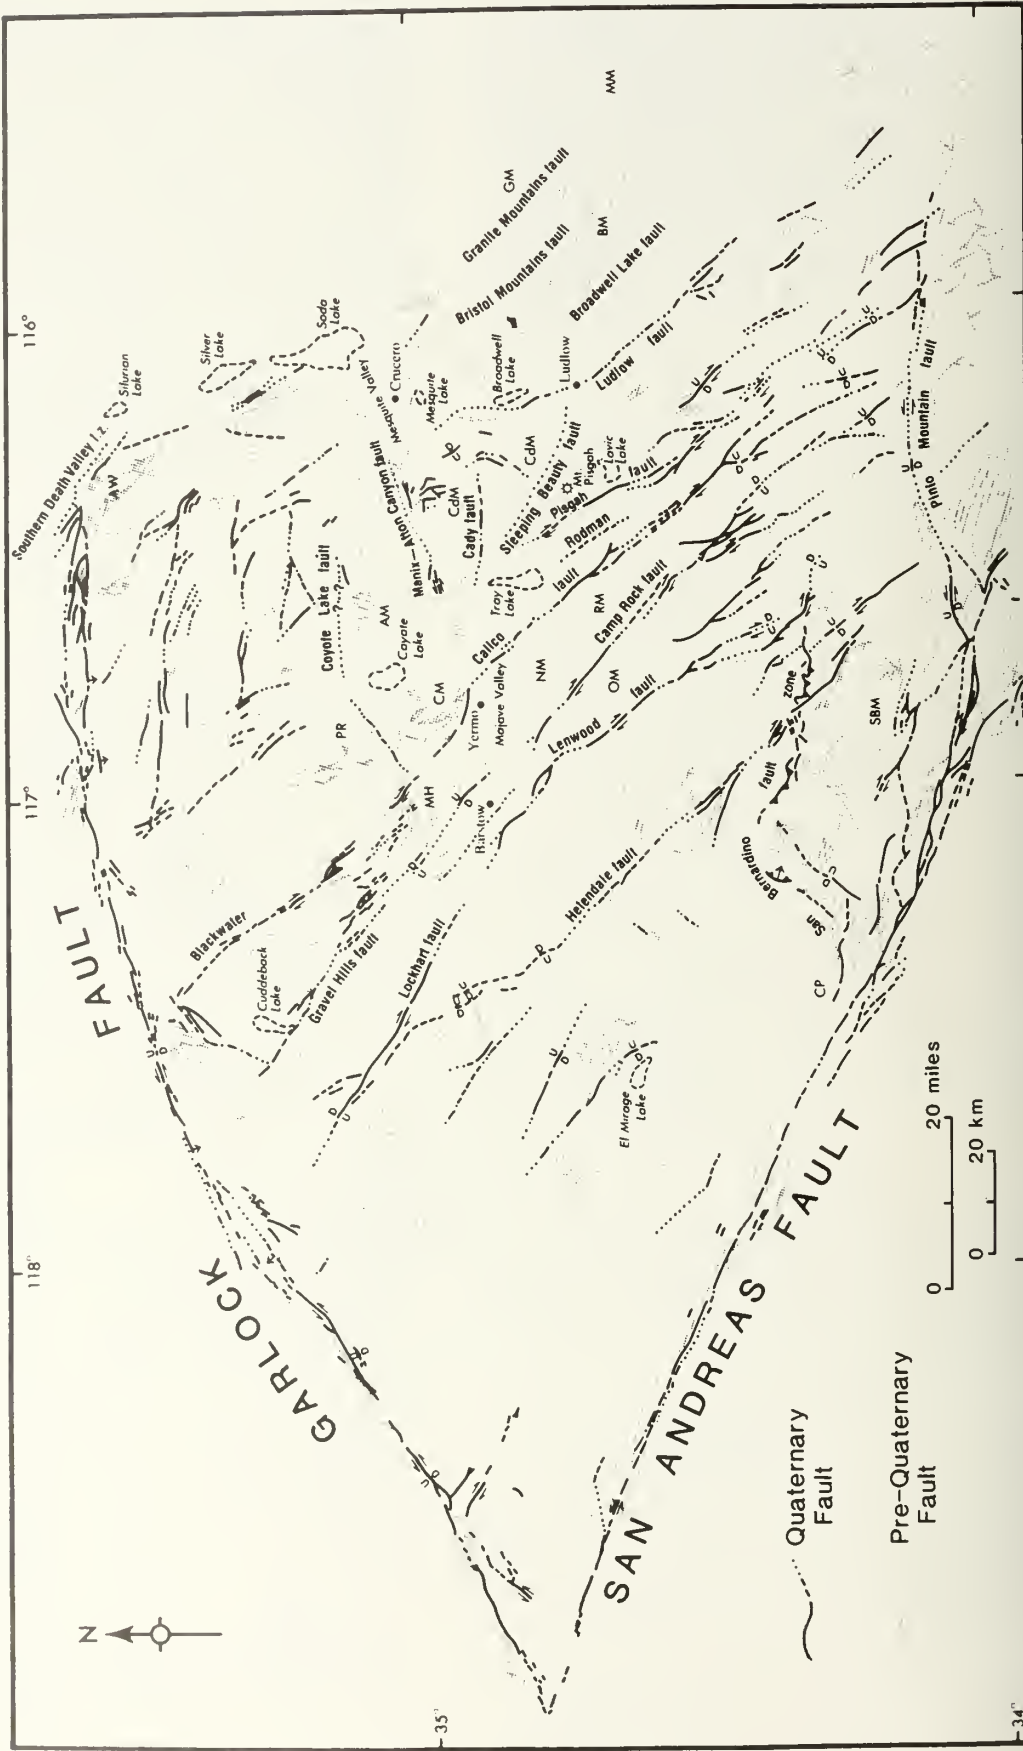 118°
117°
116°
35°
34°
N
GARLOCK
FAULT
SAN ANDREAS FAULT
Southern Death Valley f.z.
AW
Silurian
Lake
Silver
Lake
Soda
Lake
Blackwater
Cuddeback
Lake
Gravel Hills fault
Lockhart fault
PR
Coyote Lake fault
?--?
AM
Coyote
Lake
Manix-Afton Canyon fault
Mesquite Valley
Crucero
Mesquite
Lake
Granite Mountains fault
GM
Bristol Mountains fault
BM
MM
Broadwell Lake fault
Broadwell
Lake
Ludlow
Ludlow fault
CdM
Cady fault
CdM
Sleeping Beauty fault
Mt.
Pisgah
Lavic
Lake
Pisgah fault
Rodman
Troy
Lake
CM
Calico fault
Yermo
Mojave Valley
MH
Barstow
NM
RM
Camp Rock fault
OM
Lenwood fault
Helendale fault
El Mirage
Lake
San Bernardino fault zone
CP
SBM
Pinto Mountain fault
U
D
Quaternary
Fault
Pre-Quaternary
Fault
0 20 miles
0 20 km